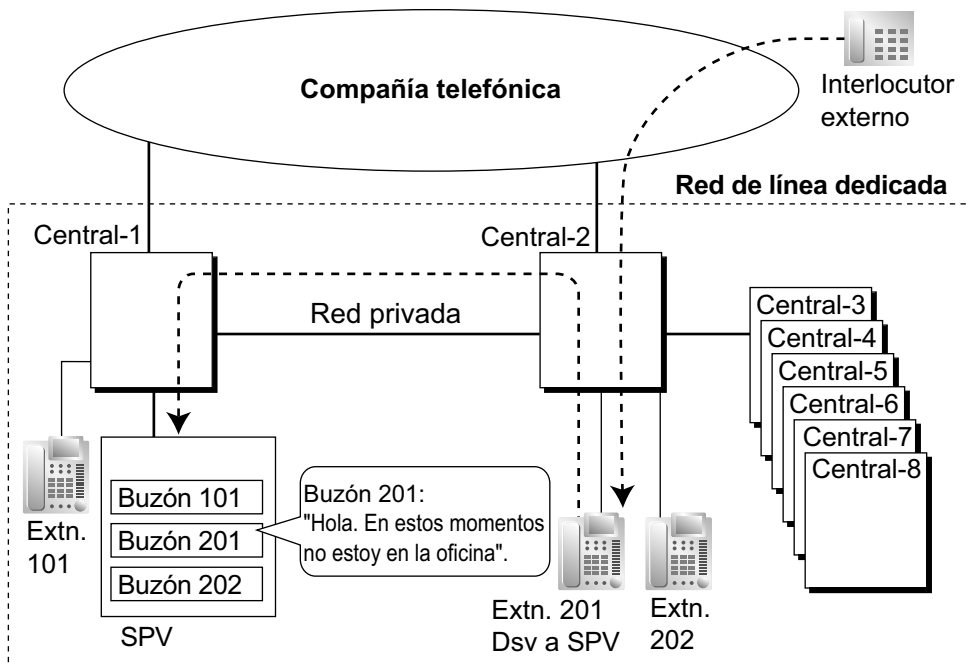 Compañía telefónica
Interlocutor
externo
Red de línea dedicada
Central-1
Central-2
Red privada
Central-3
Central-4
Central-5
Central-6
Central-7
Central-8
Extn.
101
Buzón 101
Buzón 201
Buzón 202
SPV
Buzón 201:
"Hola. En estos momentos
no estoy en la oficina".
Extn. 201
Dsv a SPV
Extn.
202